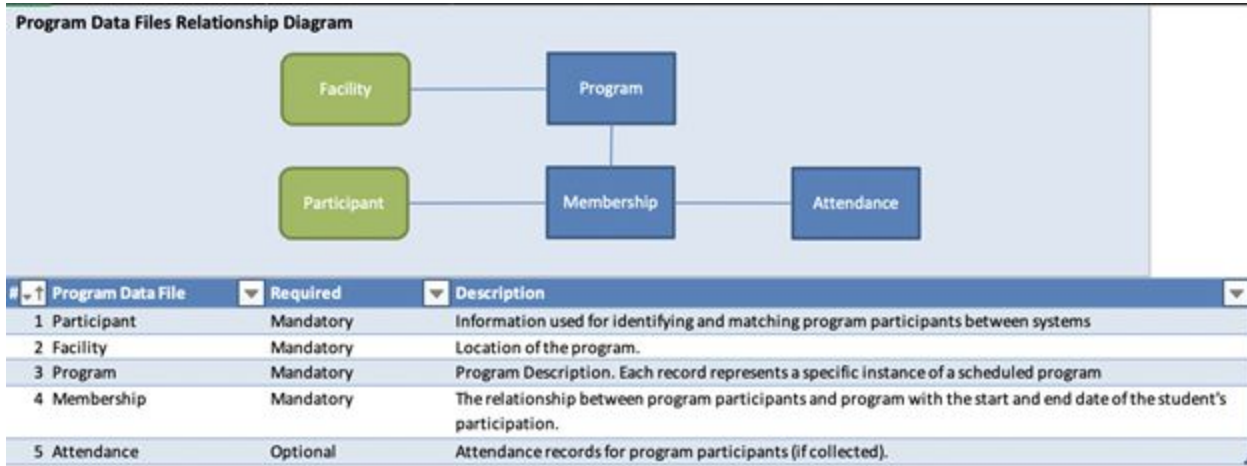 Program Data Files Relationship Diagram
Facility
Program
Participant
Membership
Attendance
# Program Data File Required Description
1 Participant Mandatory Information used for identifying and matching program participants between systems
2 Facility Mandatory Location of the program.
3 Program Mandatory Program Description. Each record represents a specific instance of a scheduled program
4 Membership Mandatory The relationship between program participants and program with the start and end date of the student's
participation.
5 Attendance Optional Attendance records for program participants (if collected).